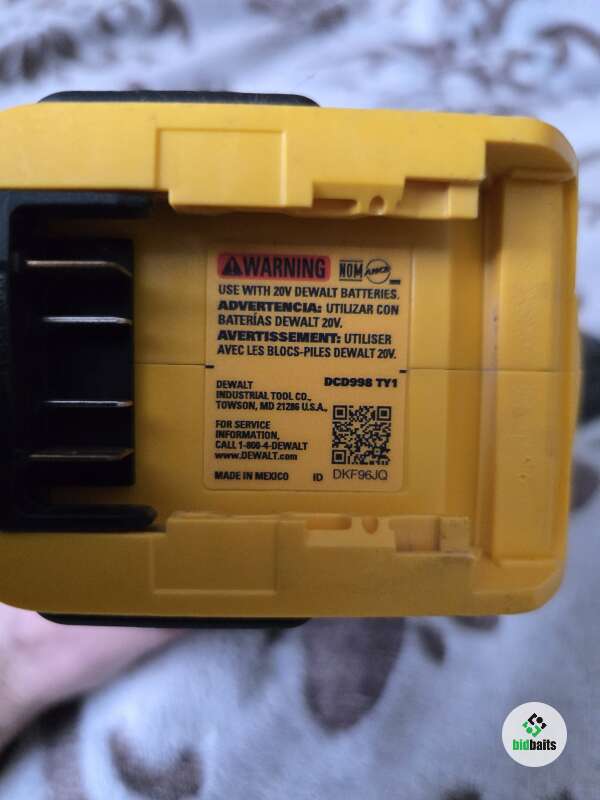 WARNING
NOM ANCE
USE WITH 20V DEWALT BATTERIES.
ADVERTENCIA: UTILIZAR CON
BATERÍAS DEWALT 20V.
AVERTISSEMENT: UTILISER
AVEC LES BLOCS-PILES DEWALT 20V.
DEWALT
INDUSTRIAL TOOL CO.,
TOWSON, MD 21286 U.S.A.,
DCD998 TY1
FOR SERVICE
INFORMATION,
CALL 1-800-4-DEWALT
www.DEWALT.com
MADE IN MEXICO
ID DKF96JQ
bidbaits